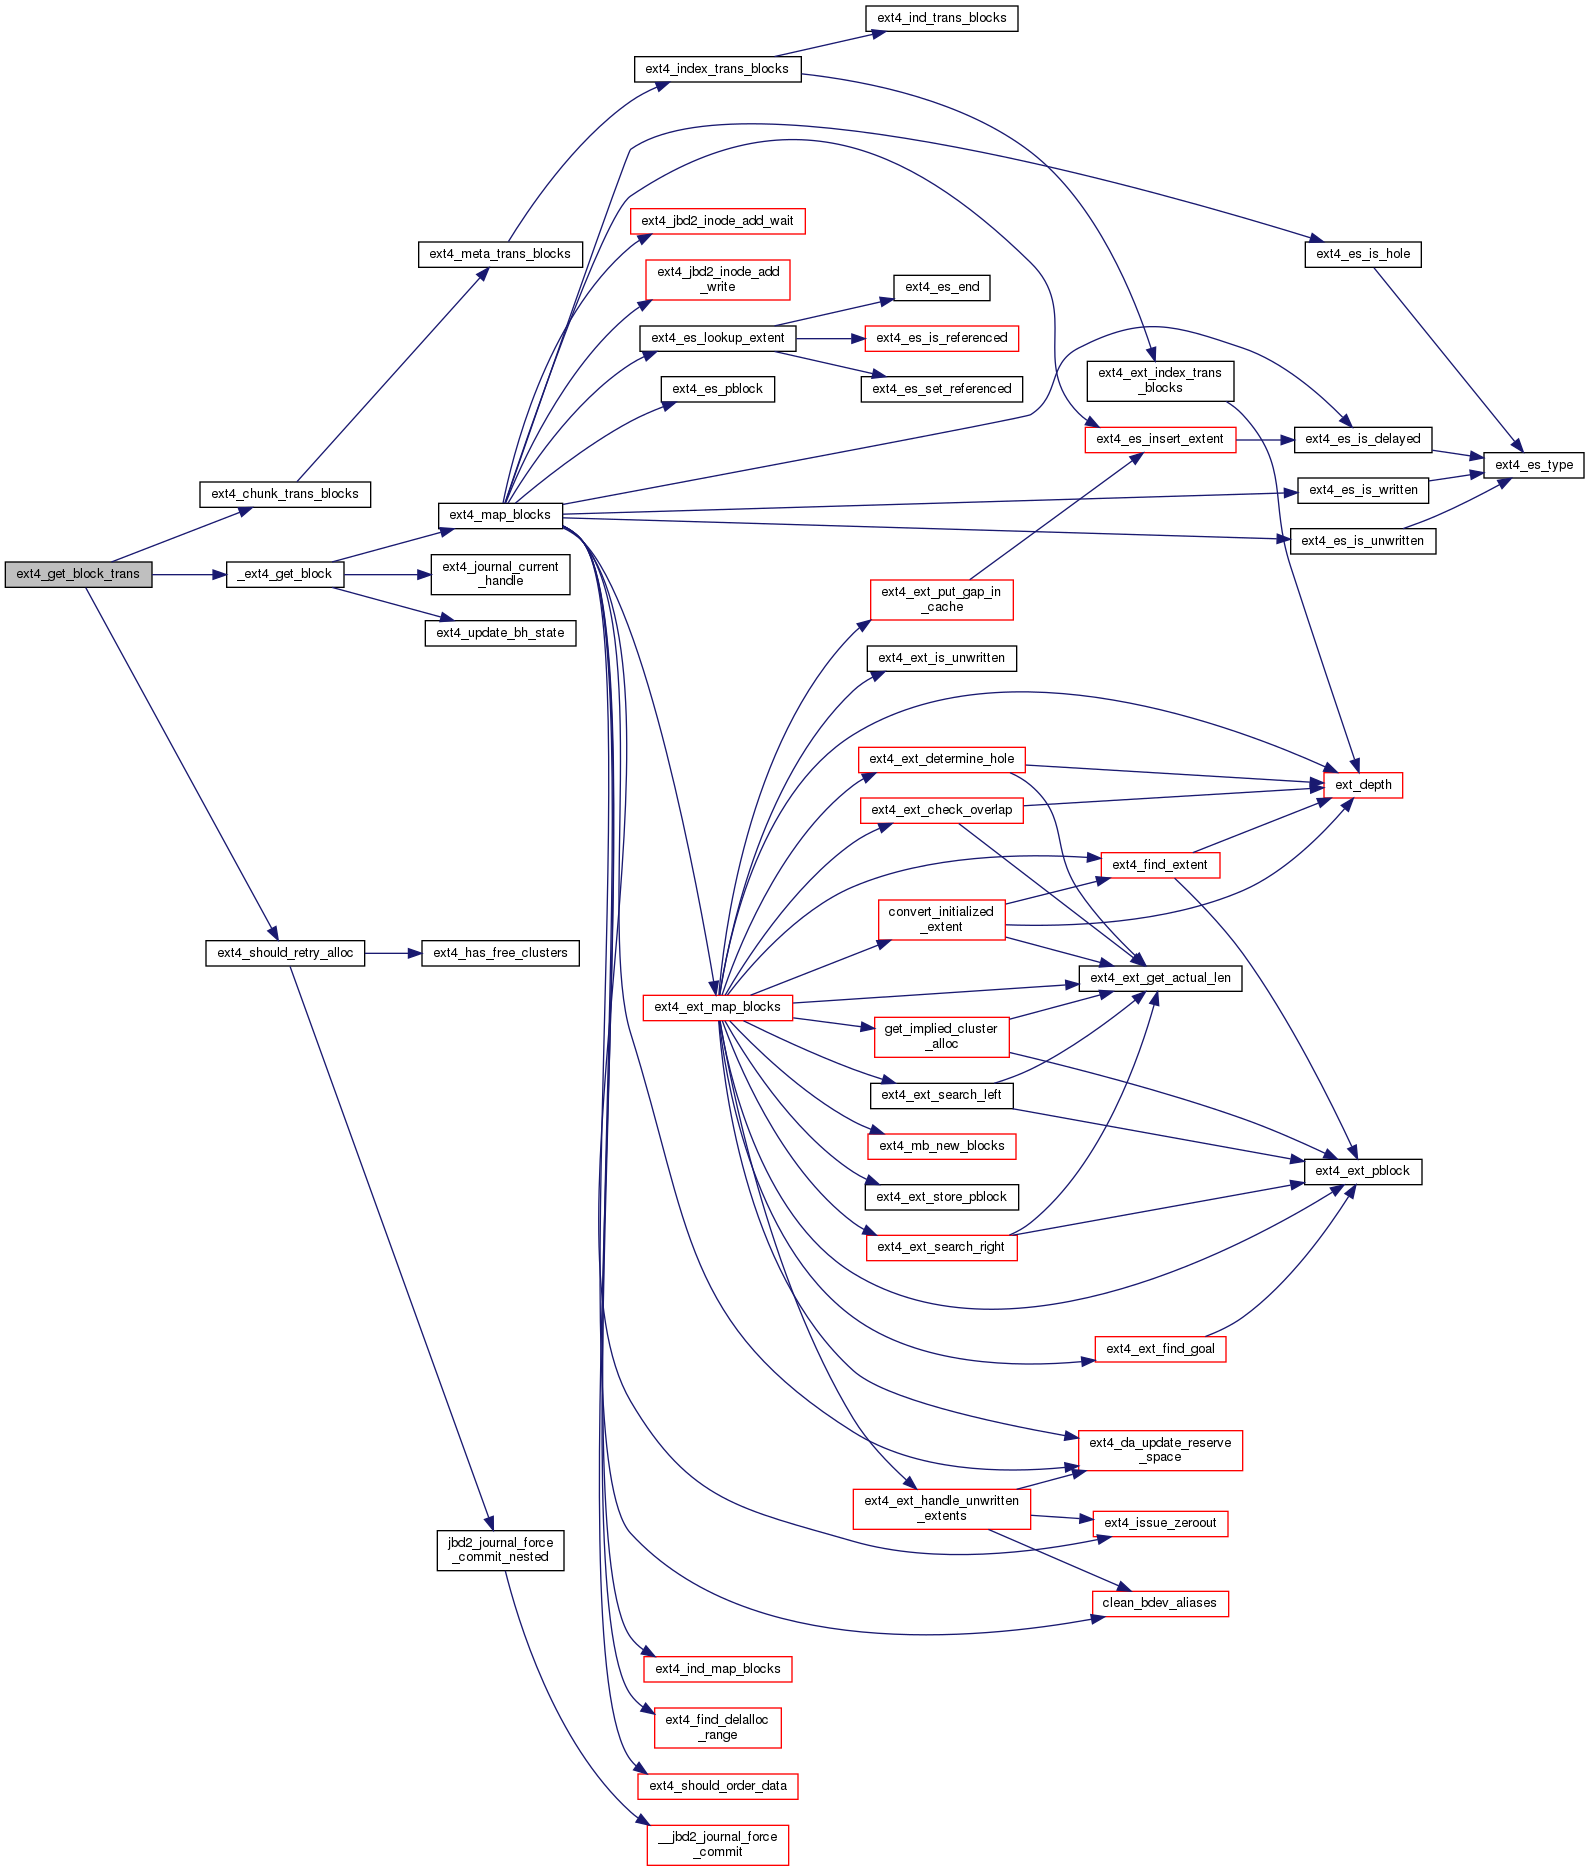 ext4_ind_trans_blocks
ext4_index_trans_blocks
ext4_jbd2_inode_add_wait
ext4_meta_trans_blocks
ext4_es_is_hole
ext4_jbd2_inode_add
_write
ext4_es_end
ext4_es_lookup_extent
ext4_es_is_referenced
ext4_es_pblock
ext4_es_set_referenced
ext4_ext_index_trans
_blocks
ext4_es_insert_extent
ext4_es_is_delayed
ext4_es_type
ext4_chunk_trans_blocks
ext4_es_is_written
ext4_map_blocks
ext4_es_is_unwritten
ext4_get_block_trans
_ext4_get_block
ext4_journal_current
_handle
ext4_update_bh_state
ext4_ext_put_gap_in
_cache
ext4_ext_is_unwritten
ext4_ext_determine_hole
ext_depth
ext4_ext_check_overlap
ext4_find_extent
convert_initialized
_extent
ext4_should_retry_alloc
ext4_has_free_clusters
ext4_ext_get_actual_len
ext4_ext_map_blocks
get_implied_cluster
_alloc
ext4_ext_search_left
ext4_mb_new_blocks
ext4_ext_pblock
ext4_ext_store_pblock
ext4_ext_search_right
ext4_ext_find_goal
ext4_da_update_reserve
_space
ext4_ext_handle_unwritten
_extents
ext4_issue_zeroout
jbd2_journal_force
_commit_nested
clean_bdev_aliases
ext4_ind_map_blocks
ext4_find_delalloc
_range
ext4_should_order_data
__jbd2_journal_force
_commit